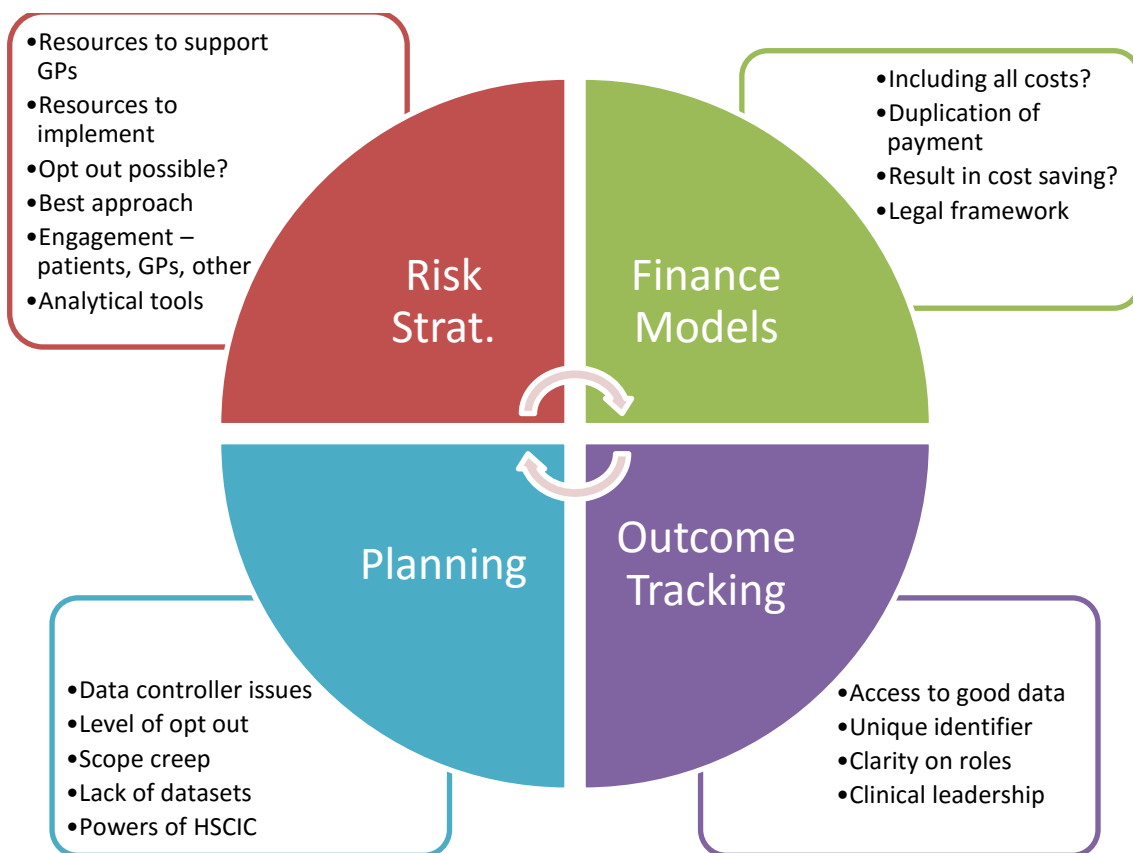 •Resources to support
GPs
•Resources to
implement
•Opt out possible?
•Best approach
•Engagement –
patients, GPs, other
•Analytical tools
•Including all costs?
•Duplication of
payment
•Result in cost saving?
•Legal framework
Risk
Strat.
Finance
Models
Planning
Outcome
Tracking
•Data controller issues
•Level of opt out
•Scope creep
•Lack of datasets
•Powers of HSCIC
•Access to good data
•Unique identifier
•Clarity on roles
•Clinical leadership